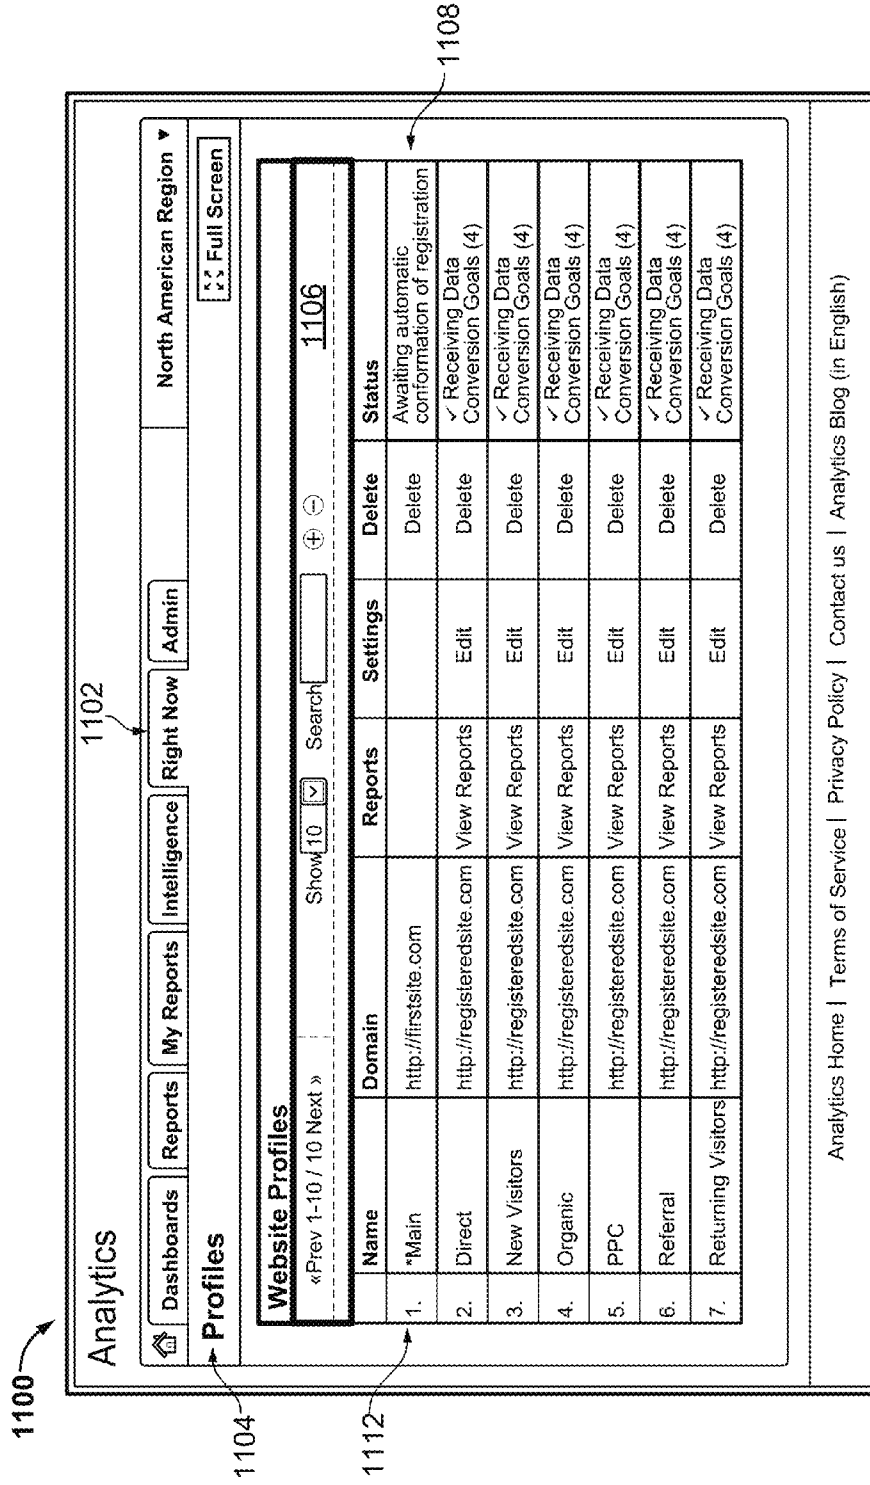 1100
Analytics
1102
Dashboards Reports My Reports Intelligence Right Now Admin North American Region ▼
1104
Profiles Full Screen
Website Profiles
«Prev 1-10 / 10 Next » Show 10 Search + − 1106
Name Domain Reports Settings Delete Status
1112
1. *Main http://firstsite.com Delete Awaiting automatic
conformation of registration
1108
2. Direct http://registeredsite.com View Reports Edit Delete ✓ Receiving Data
Conversion Goals (4)
3. New Visitors http://registeredsite.com View Reports Edit Delete ✓ Receiving Data
Conversion Goals (4)
4. Organic http://registeredsite.com View Reports Edit Delete ✓ Receiving Data
Conversion Goals (4)
5. PPC http://registeredsite.com View Reports Edit Delete ✓ Receiving Data
Conversion Goals (4)
6. Referral http://registeredsite.com View Reports Edit Delete ✓ Receiving Data
Conversion Goals (4)
7. Returning Visitors http://registeredsite.com View Reports Edit Delete ✓ Receiving Data
Conversion Goals (4)
Analytics Home | Terms of Service | Privacy Policy | Contact us | Analytics Blog (in English)